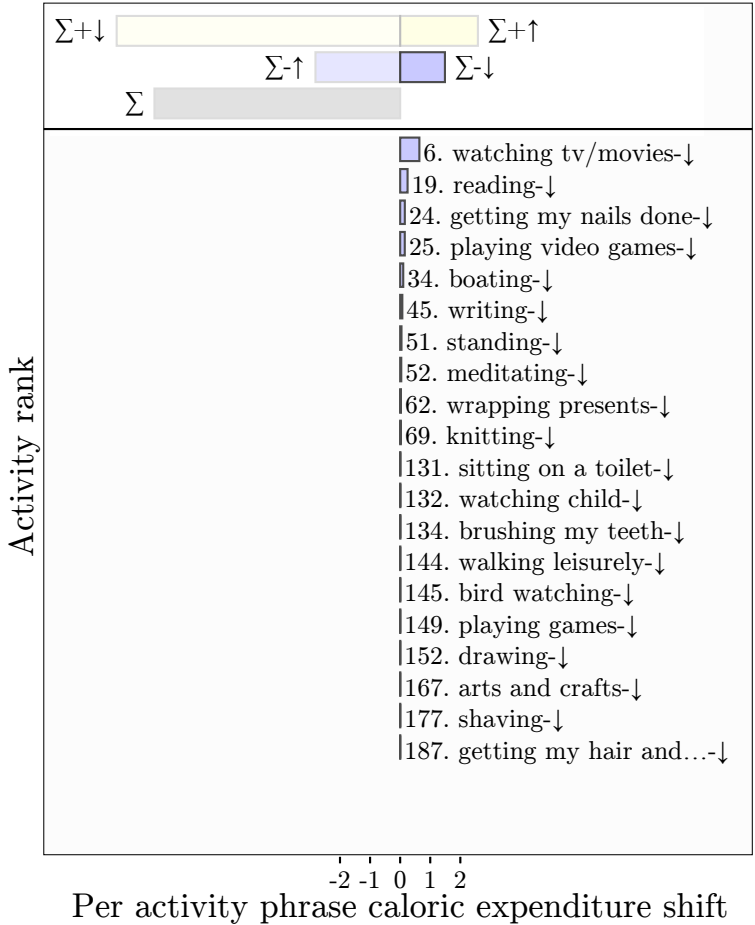 Σ+↓ Σ+↑
Σ-↑ Σ-↓
Σ
6. watching tv/movies-↓
19. reading-↓
24. getting my nails done-↓
25. playing video games-↓
34. boating-↓
45. writing-↓
51. standing-↓
52. meditating-↓
62. wrapping presents-↓
69. knitting-↓
131. sitting on a toilet-↓
132. watching child-↓
134. brushing my teeth-↓
144. walking leisurely-↓
145. bird watching-↓
149. playing games-↓
152. drawing-↓
167. arts and crafts-↓
177. shaving-↓
187. getting my hair and...-↓
Activity rank
-2 -1 0 1 2
Per activity phrase caloric expenditure shift